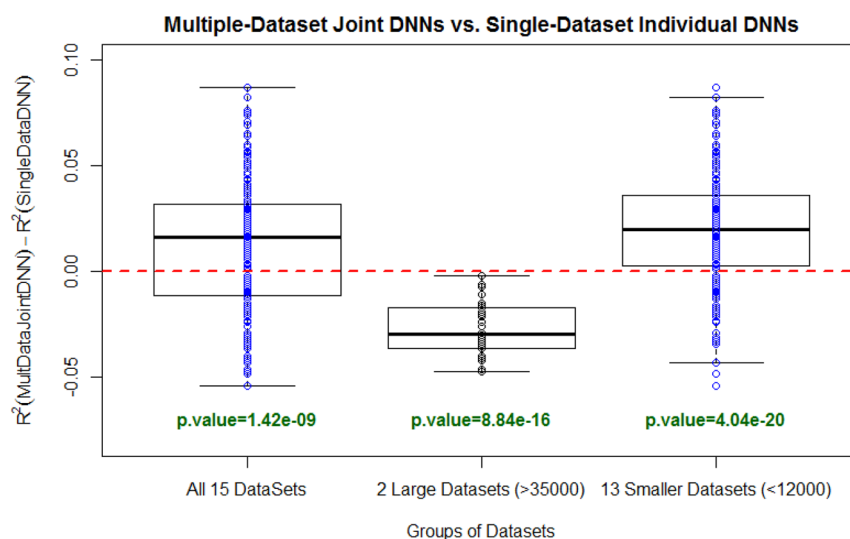 Multiple-Dataset Joint DNNs vs. Single-Dataset Individual DNNs
R²(MultDataJointDNN) − R²(SingleDataDNN)
0.10
0.05
0.00
-0.05
p.value=1.42e-09 p.value=8.84e-16 p.value=4.04e-20
All 15 DataSets 2 Large Datasets (>35000) 13 Smaller Datasets (<12000)
Groups of Datasets